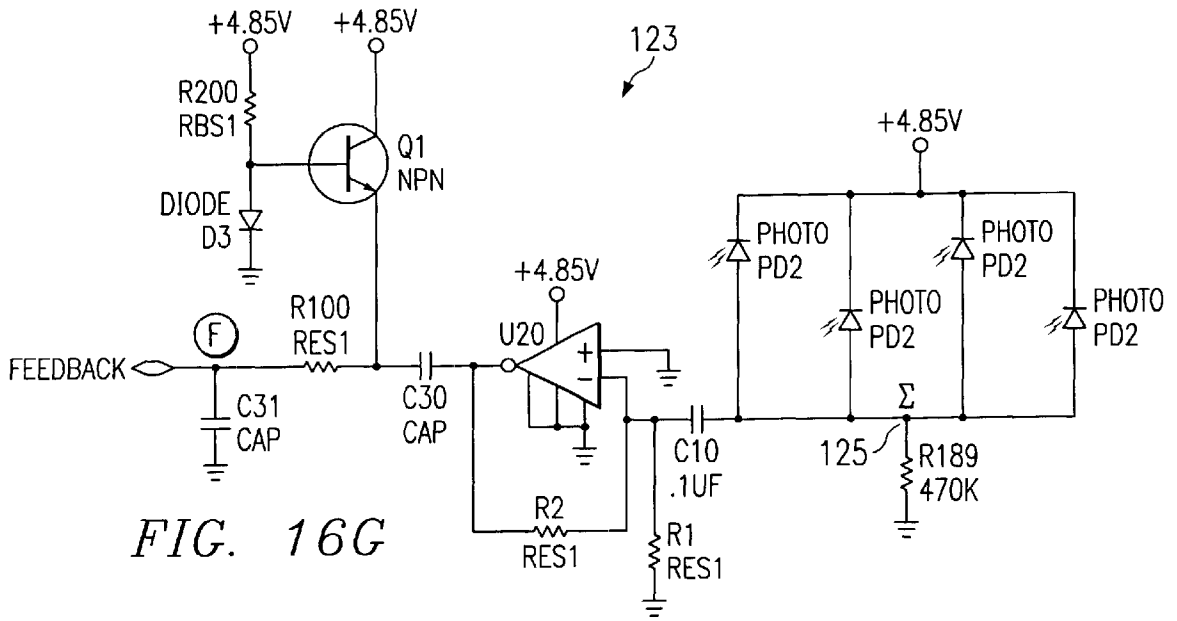 +4.85V
+4.85V
123
R200
RBS1
Q1
NPN
DIODE
D3
+4.85V
PHOTO
PD2
PHOTO
PD2
PHOTO
PD2
PHOTO
PD2
+4.85V
U20
+
-
R100
RES1
F
FEEDBACK
C31
CAP
C30
CAP
C10
.1UF
Σ
125
R189
470K
R2
RES1
R1
RES1
FIG. 16G